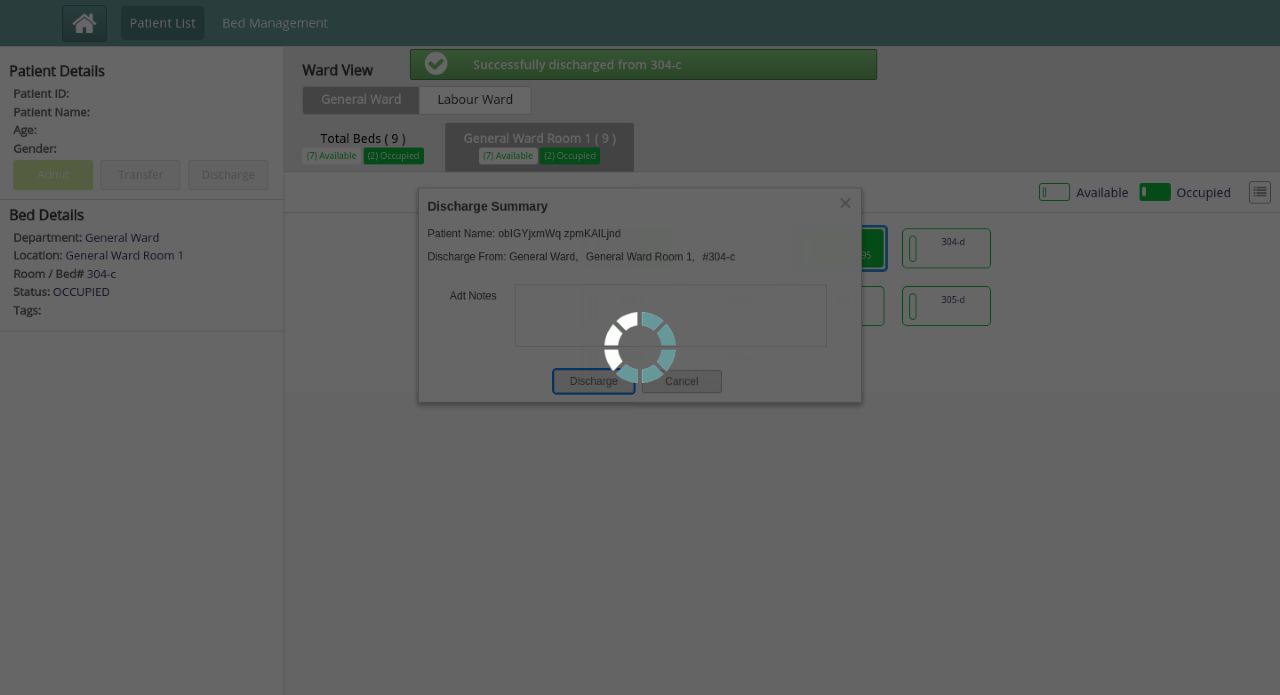 Patient List
Bed Management
Patient Details
Patient ID:
Patient Name:
Age:
Gender:
Admit
Transfer
Discharge
Bed Details
Department: General Ward
Location: General Ward Room 1
Room / Bed# 304-c
Status: OCCUPIED
Tags:
Ward View
Successfully discharged from 304-c
General Ward
Labour Ward
Total Beds ( 9 )
(7) Available
(2) Occupied
General Ward Room 1 ( 9 )
(7) Available
(2) Occupied
Available
Occupied
95
304-d
305-d
Discharge Summary
×
Patient Name: obIGYjxmWq zpmKAlLjnd
Discharge From: General Ward, General Ward Room 1, #304-c
Adt Notes
Discharge
Cancel